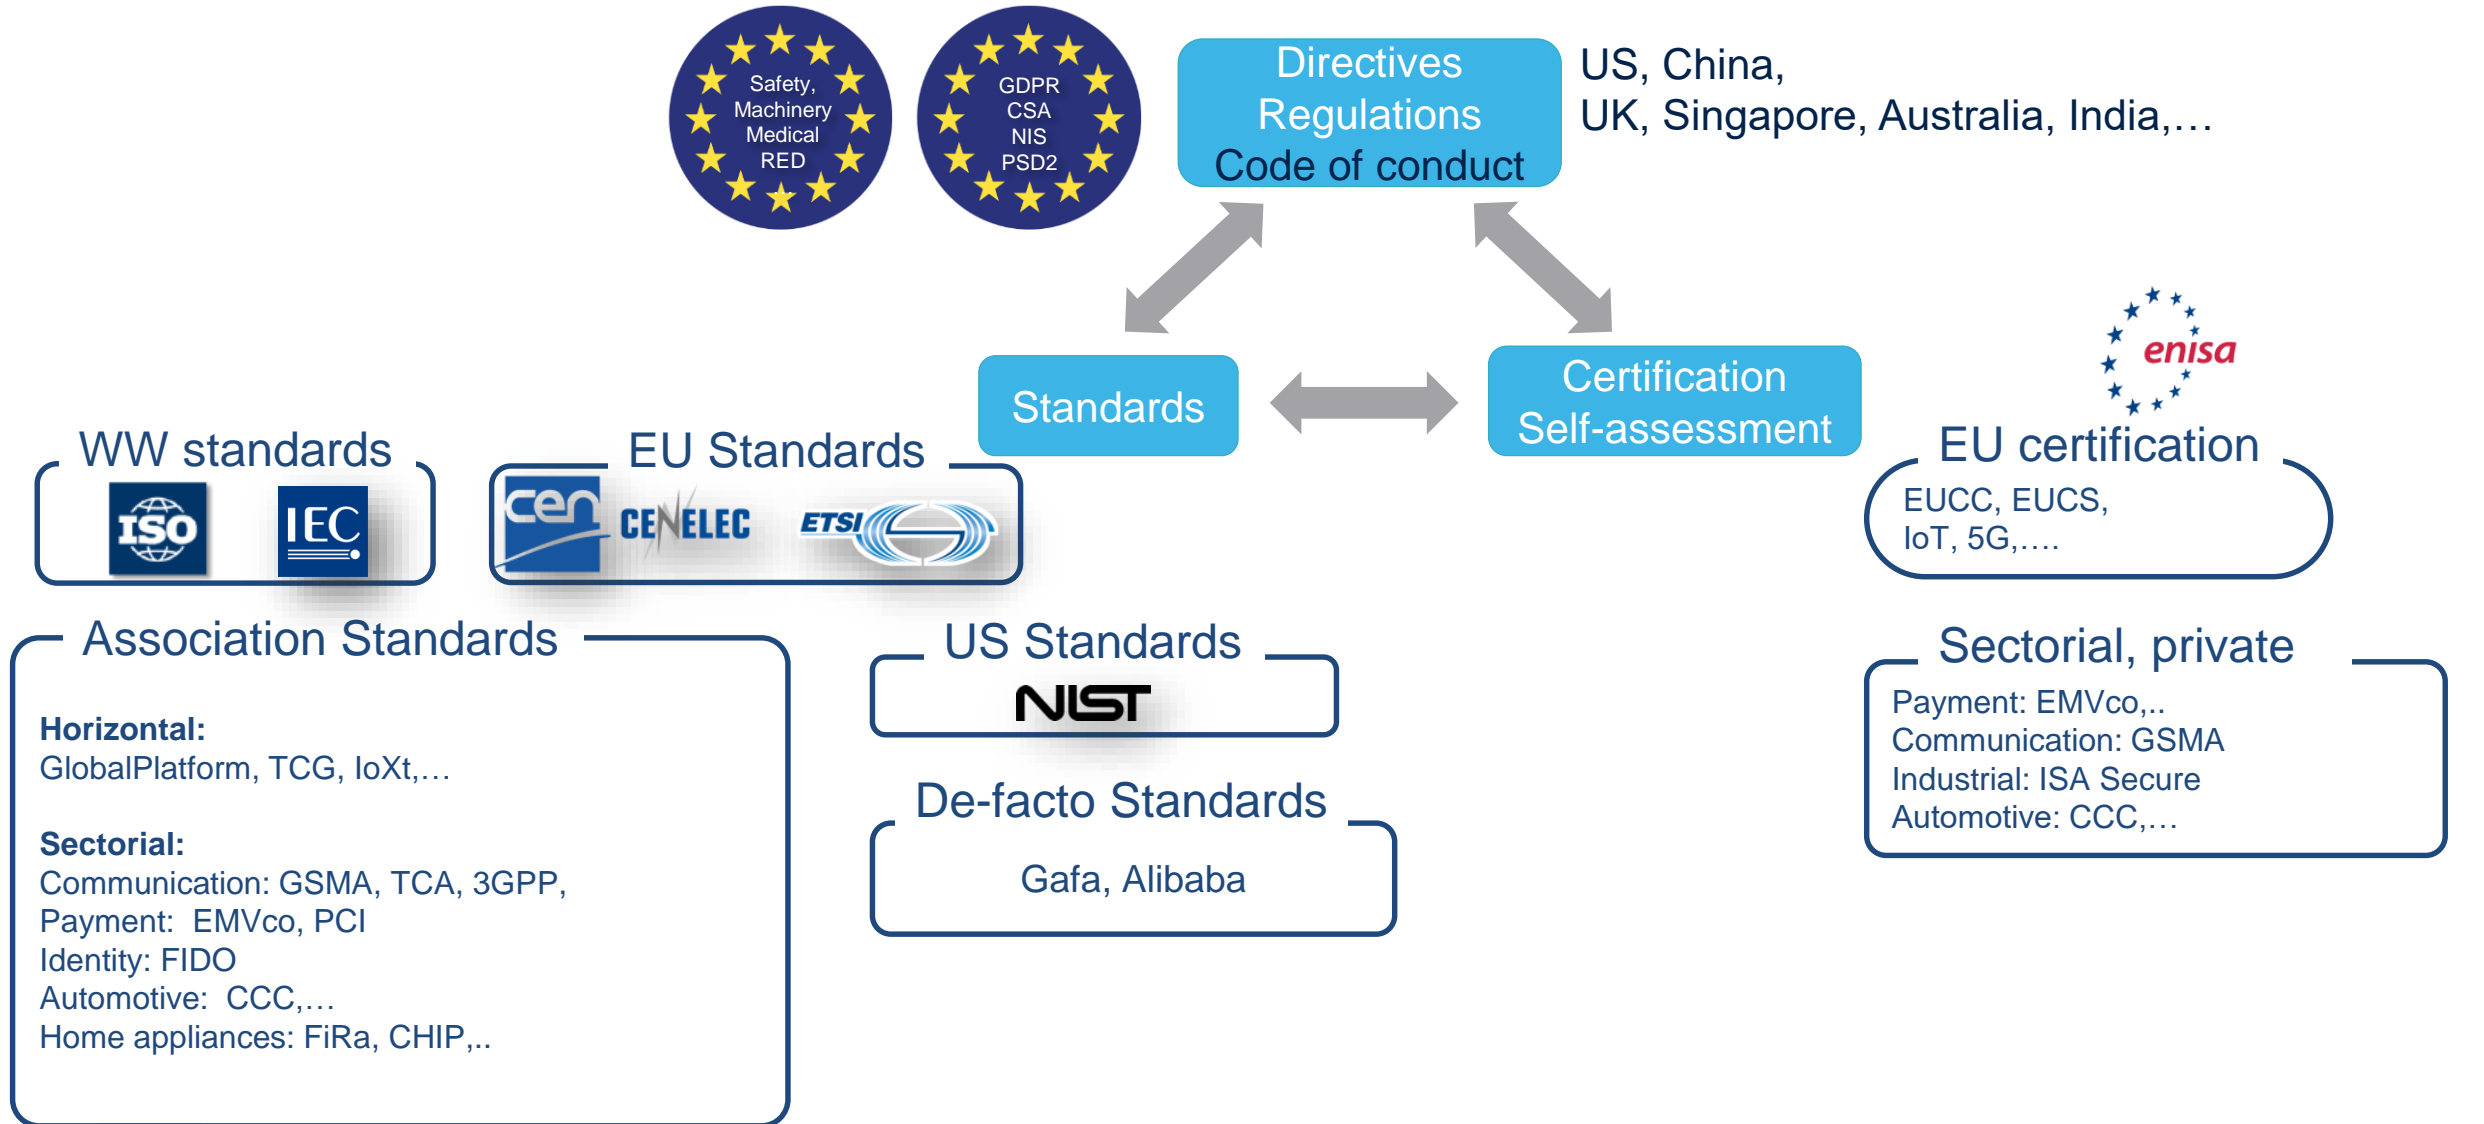 Safety,
Machinery
Medical
RED
...
GDPR
CSA
NIS
PSD2
Directives
Regulations
Code of conduct
US, China,
UK, Singapore, Australia, India,…
Standards
Certification
Self-assessment
enisa
WW standards
ISO
IEC
EU Standards
cen
CENELEC
ETSI
EU certification
EUCC, EUCS,
IoT, 5G,….
Association Standards
Horizontal:
GlobalPlatform, TCG, IoXt,…
Sectorial:
Communication: GSMA, TCA, 3GPP,
Payment:  EMVco, PCI
Identity: FIDO
Automotive:  CCC,…
Home appliances: FiRa, CHIP,..
US Standards
NIST
De-facto Standards
Gafa, Alibaba
Sectorial, private
Payment: EMVco,..
Communication: GSMA
Industrial: ISA Secure
Automotive: CCC,…